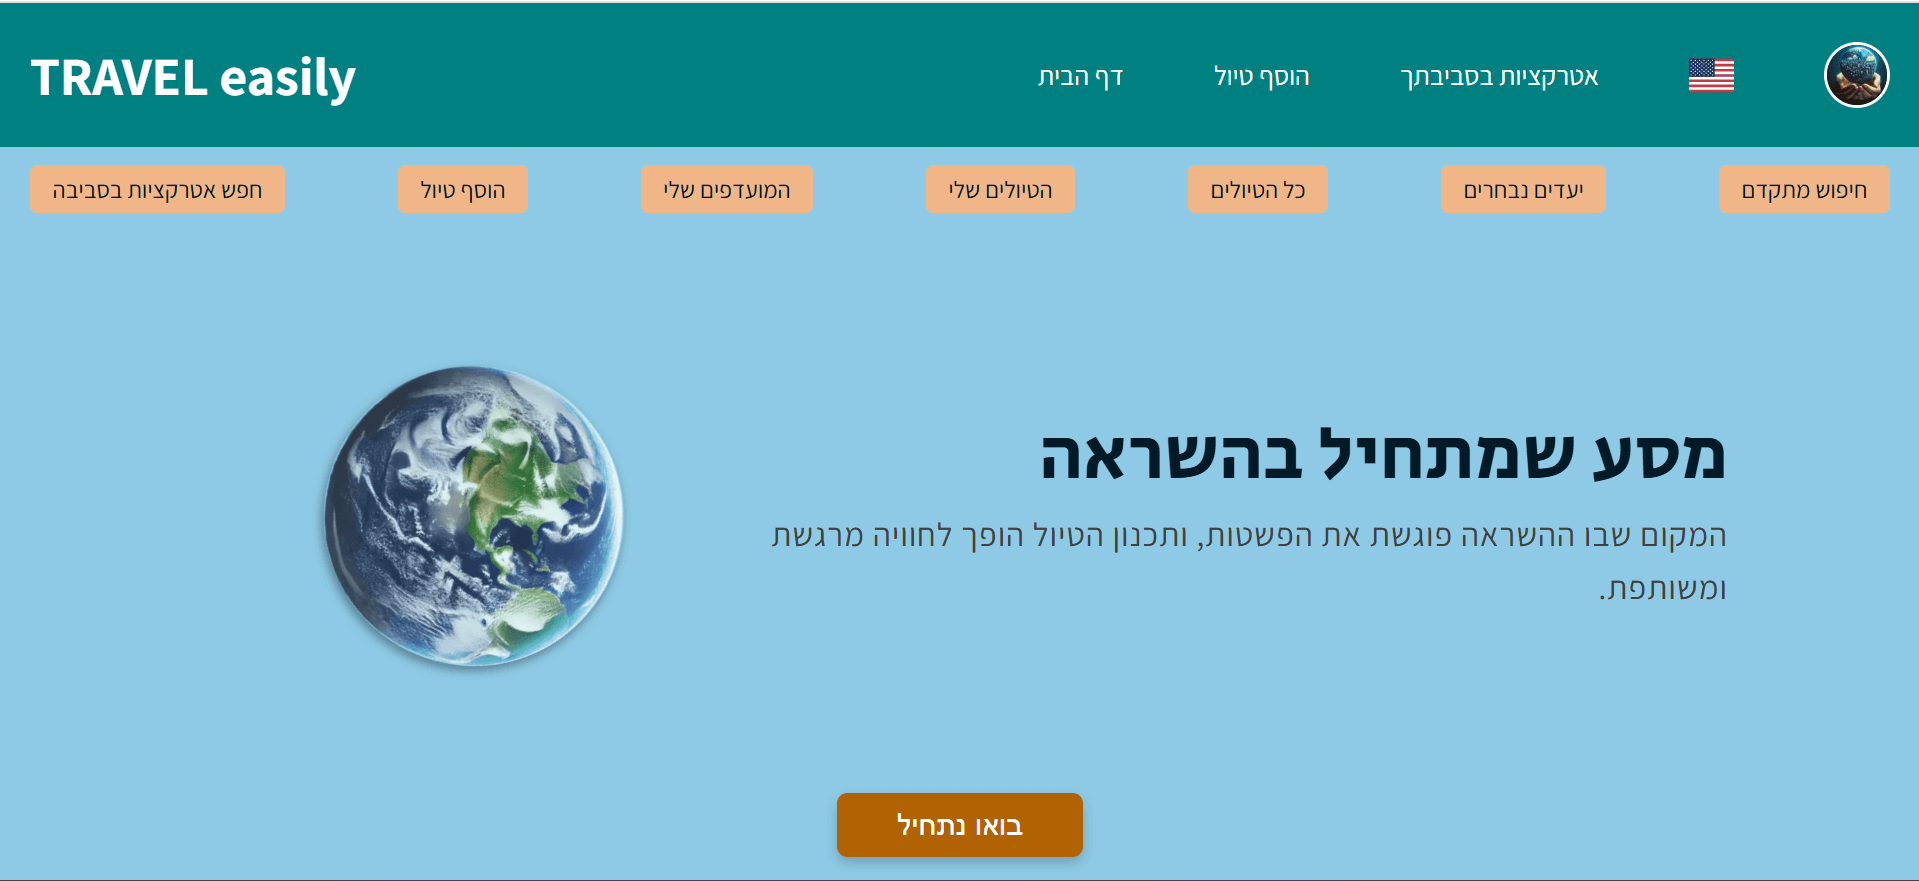 TRAVEL easily
דף הבית
הוסף טיול
אטרקציות בסביבתך
חיפוש מתקדם
יעדים נבחרים
כל הטיולים
הטיולים שלי
המועדפים שלי
הוסף טיול
חפש אטרקציות בסביבה
מסע שמתחיל בהשראה
המקום שבו ההשראה פוגשת את הפשטות, ותכנון הטיול הופך לחוויה מרגשת
ומשותפת.
בואו נתחיל